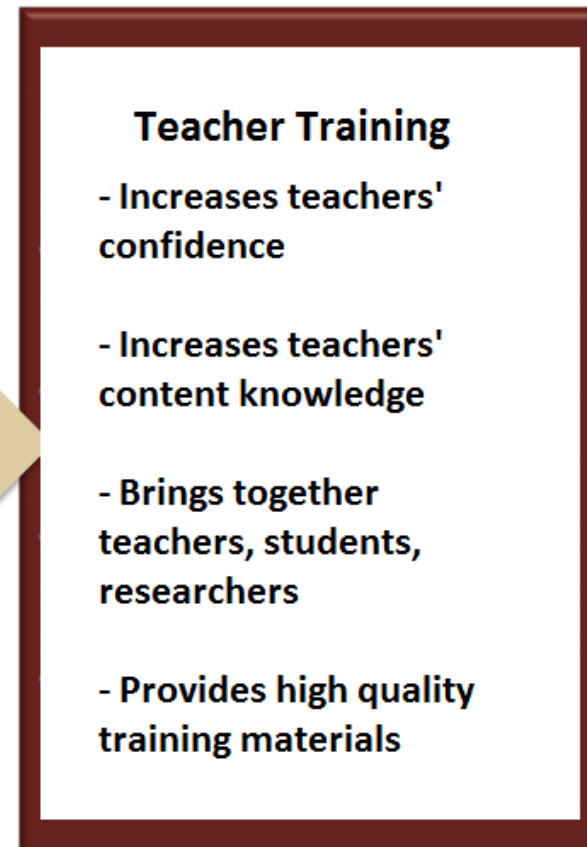 Teacher Training
- Increases teachers'
confidence
- Increases teachers'
content knowledge
- Brings together
teachers, students,
researchers
- Provides high quality
training materials